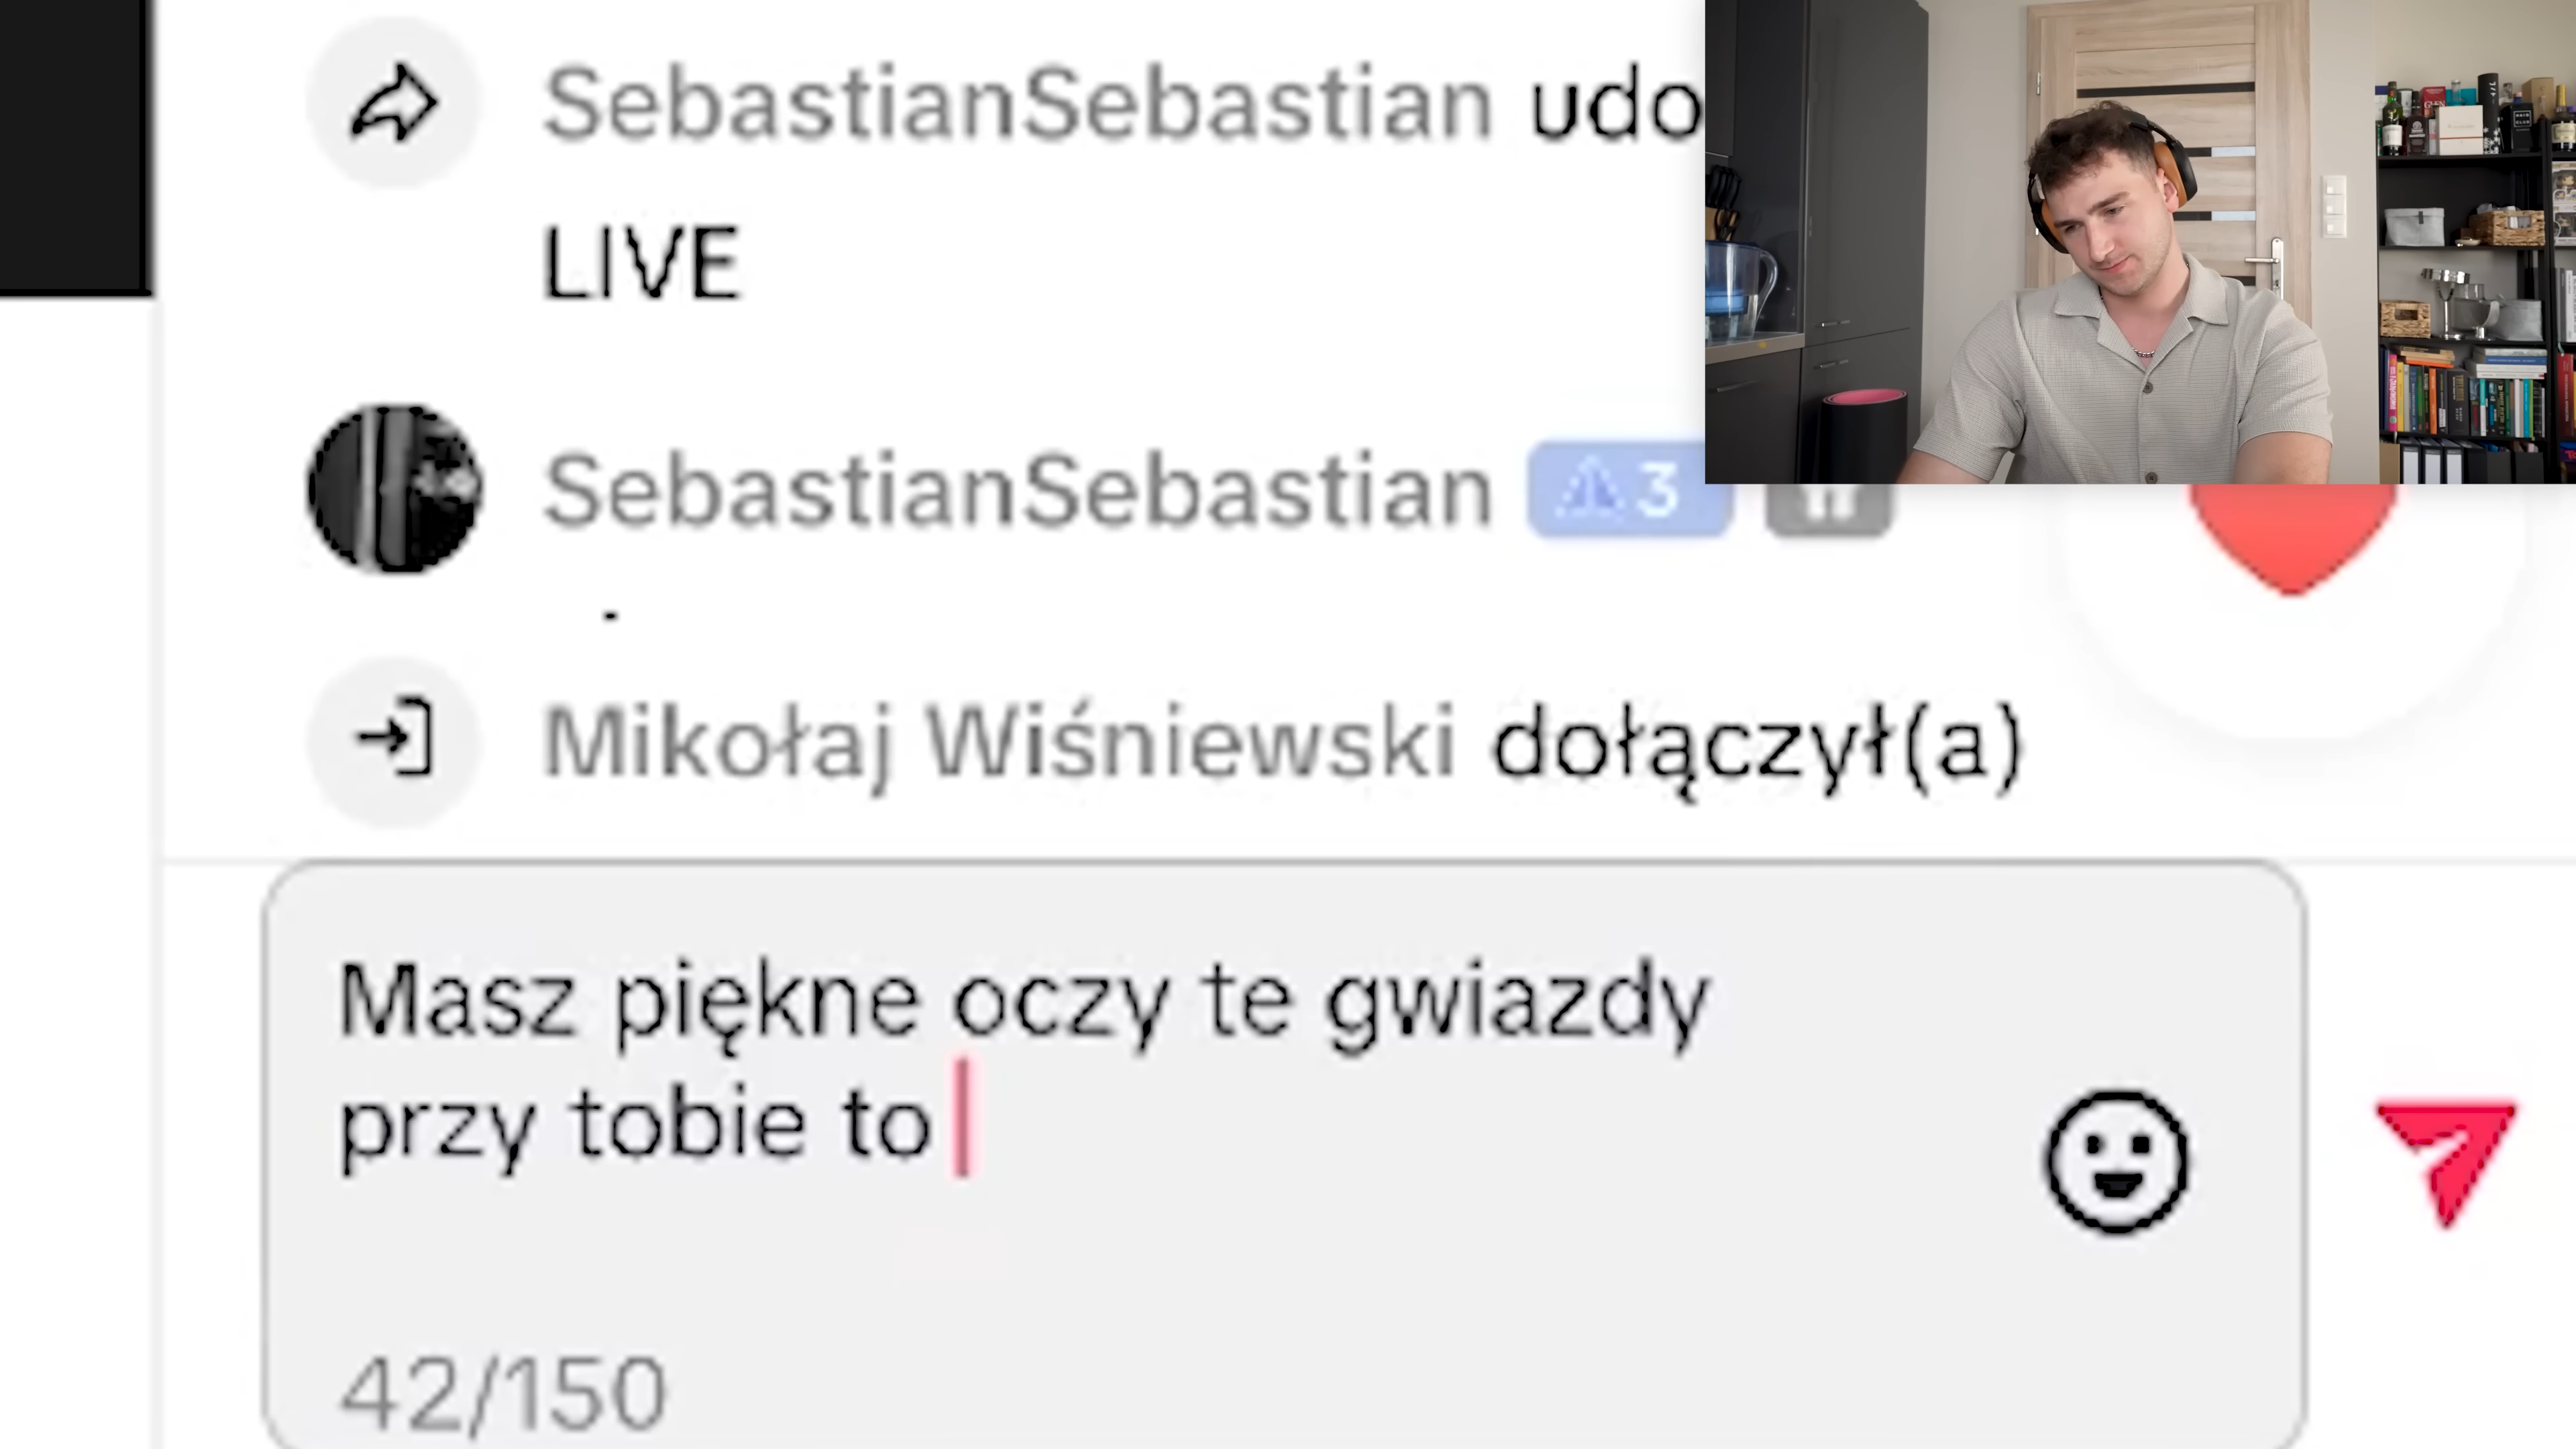 SebastianSebastian udo
LIVE
SebastianSebastian 3
.
Mikołaj Wiśniewski dołączył(a)
Masz piękne oczy te gwiazdy
przy tobie to
42/150